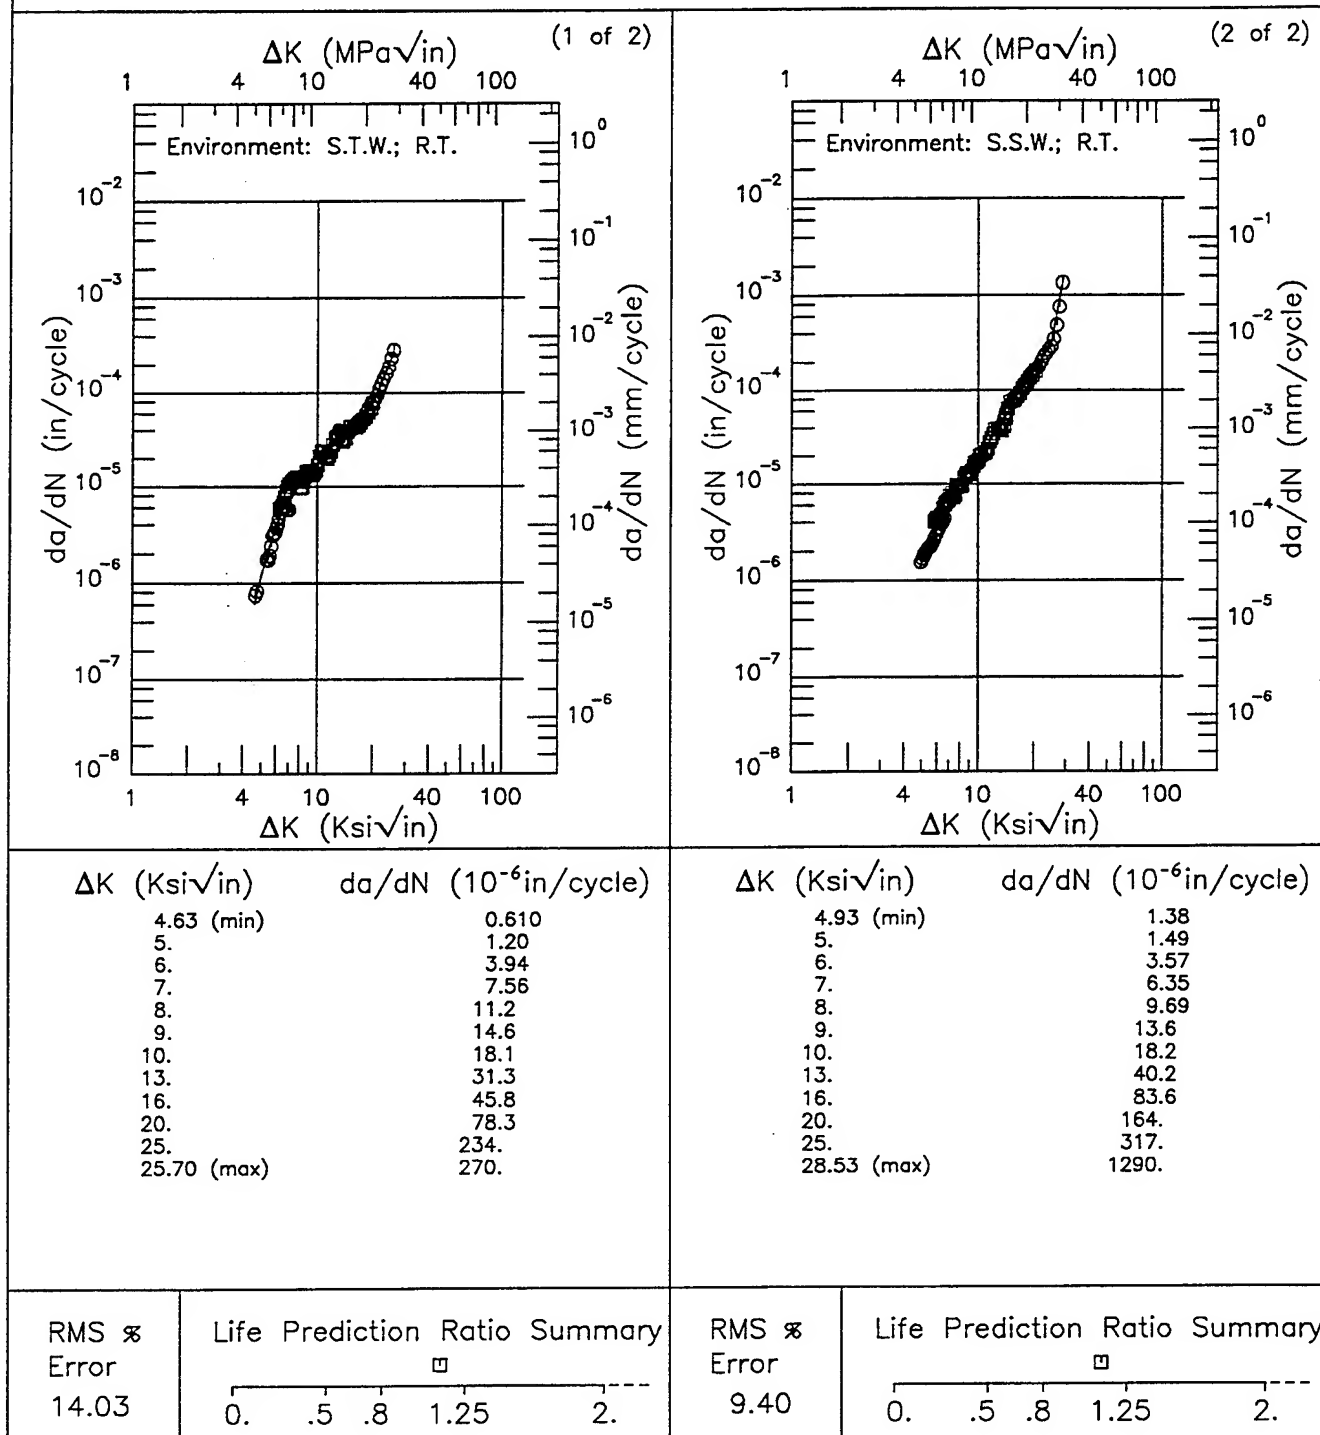 (1 of 2)
ΔK (MPa√in)
1 4 10 40 100
Environment: S.T.W.; R.T.
10⁰
10⁻²
10⁻¹
10⁻³
10⁻²
10⁻⁴
10⁻³
10⁻⁵
10⁻⁴
10⁻⁶
10⁻⁵
10⁻⁷
10⁻⁶
10⁻⁸
da/dN (in/cycle)
da/dN (mm/cycle)
1 4 10 40 100
ΔK (Ksi√in)
ΔK (Ksi√in) da/dN (10⁻⁶in/cycle)
4.63 (min) 0.610
5. 1.20
6. 3.94
7. 7.56
8. 11.2
9. 14.6
10. 18.1
13. 31.3
16. 45.8
20. 78.3
25. 234.
25.70 (max) 270.
RMS %
Error
14.03
Life Prediction Ratio Summary
0. .5 .8 1.25 2.
(2 of 2)
ΔK (MPa√in)
1 4 10 40 100
Environment: S.S.W.; R.T.
10⁰
10⁻²
10⁻¹
10⁻³
10⁻²
10⁻⁴
10⁻³
10⁻⁵
10⁻⁴
10⁻⁶
10⁻⁵
10⁻⁷
10⁻⁶
10⁻⁸
da/dN (in/cycle)
da/dN (mm/cycle)
1 4 10 40 100
ΔK (Ksi√in)
ΔK (Ksi√in) da/dN (10⁻⁶in/cycle)
4.93 (min) 1.38
5. 1.49
6. 3.57
7. 6.35
8. 9.69
9. 13.6
10. 18.2
13. 40.2
16. 83.6
20. 164.
25. 317.
28.53 (max) 1290.
RMS %
Error
9.40
Life Prediction Ratio Summary
0. .5 .8 1.25 2.